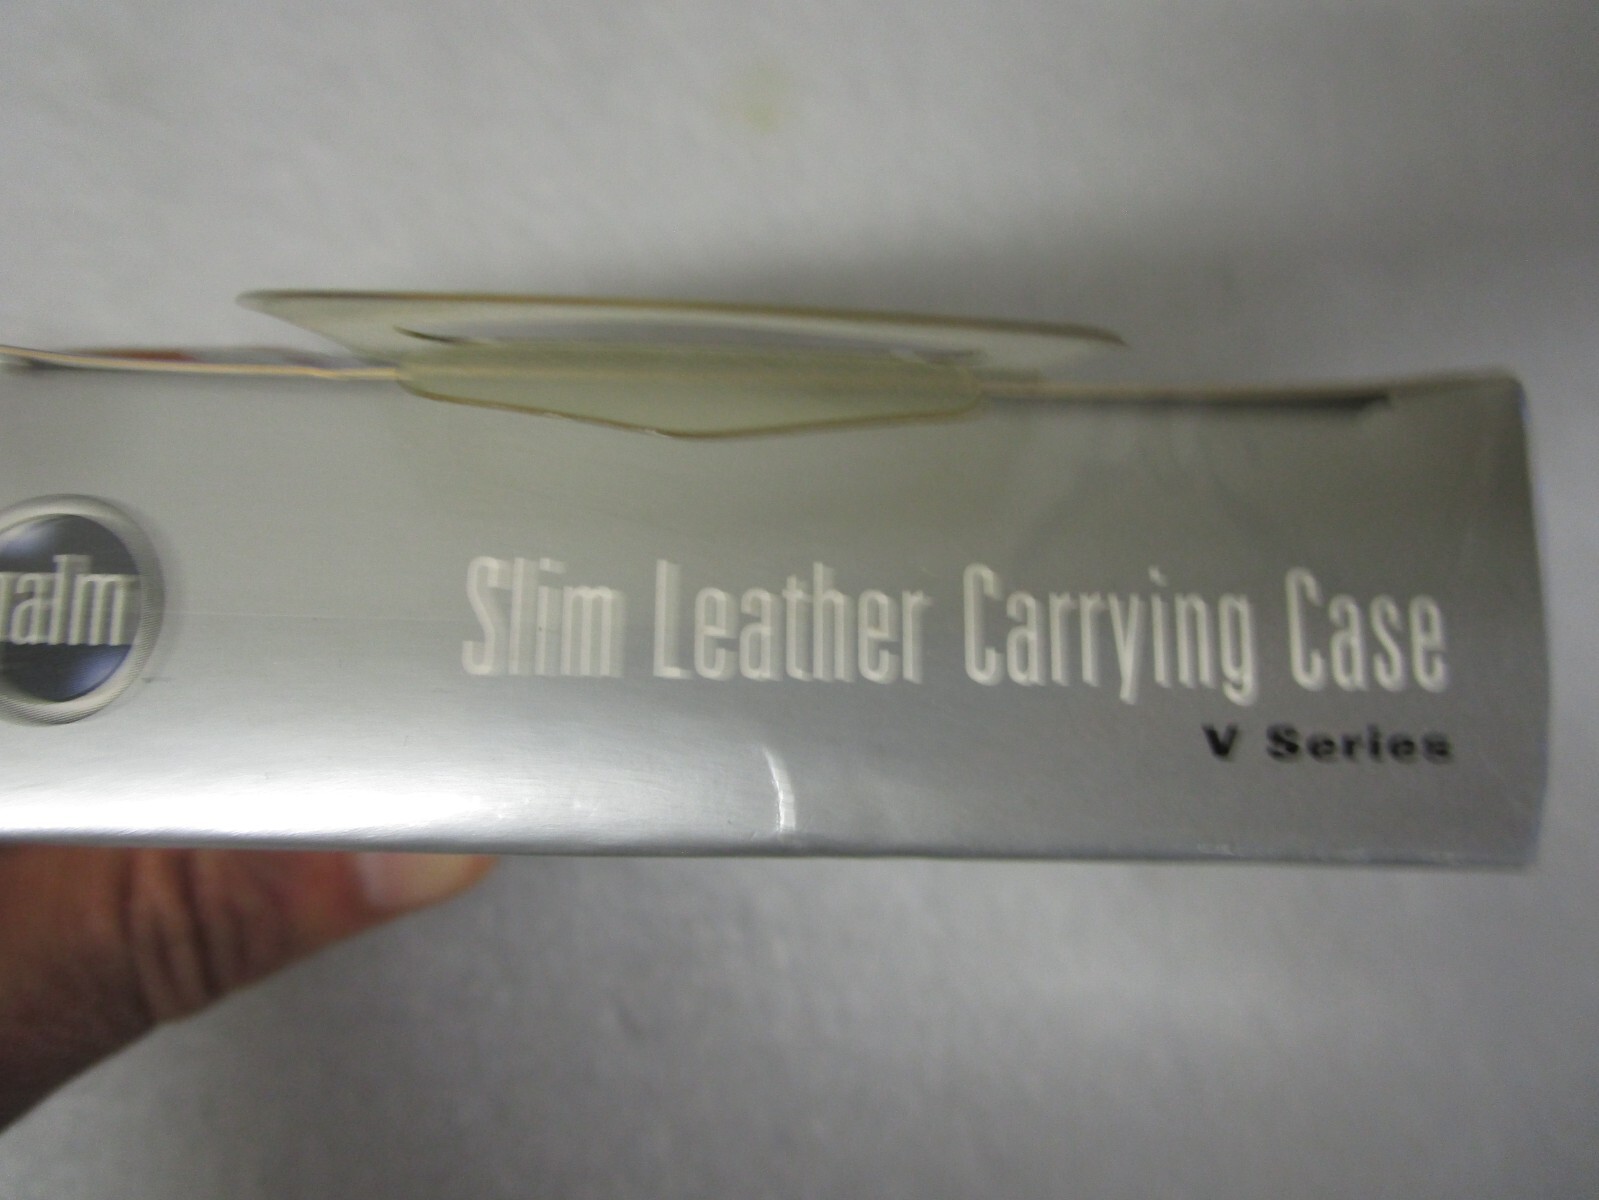 palm
Slim Leather Carrying Case
V Series